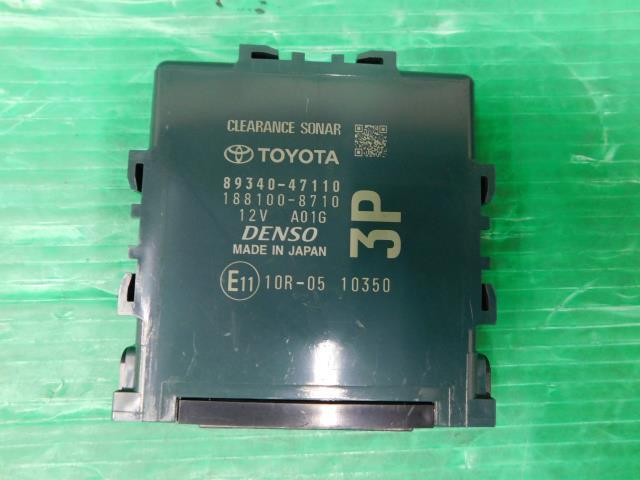 CLEARANCE SONAR
TOYOTA
89340-47110
188100-8710
12V A01G
DENSO
MADE IN JAPAN
3P
E11 10R-05 10350